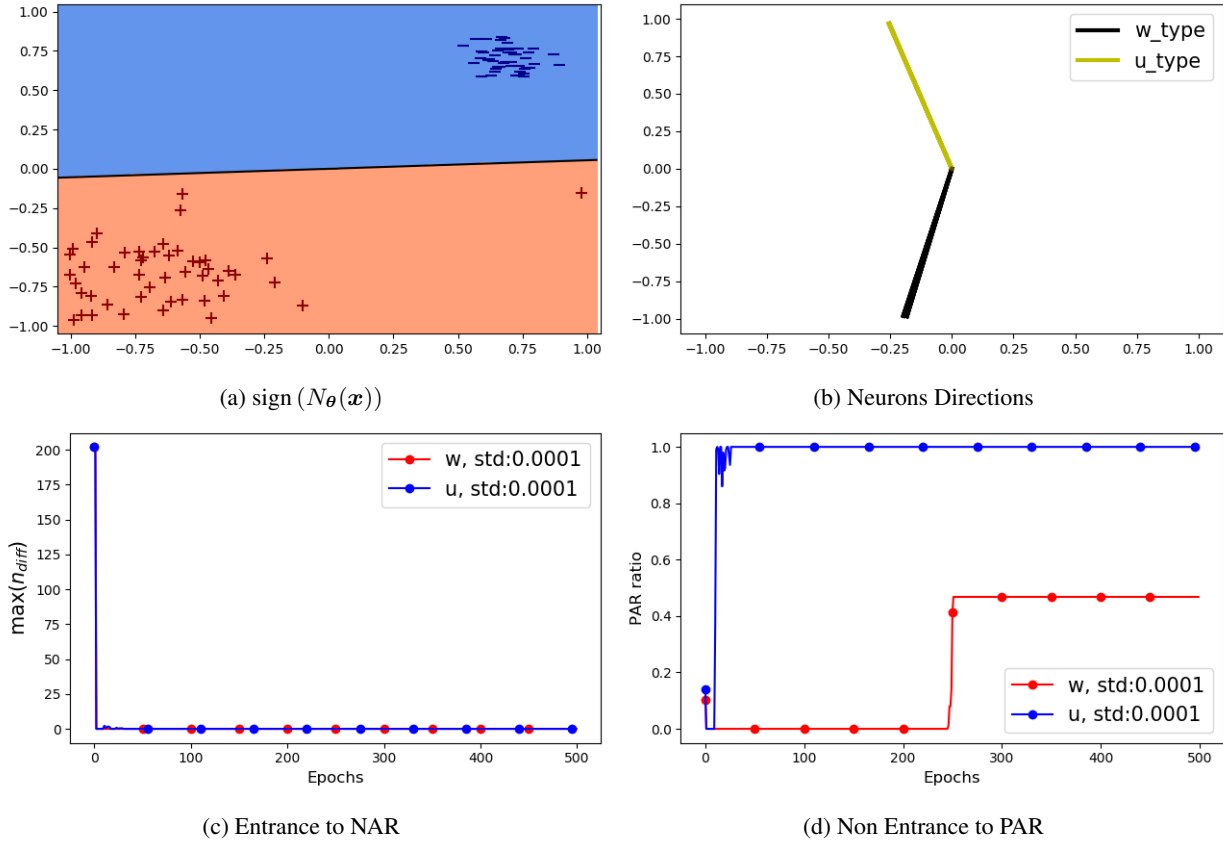 1.00
0.75
0.50
0.25
0.00
−0.25
−0.50
−0.75
−1.00
−1.00 −0.75 −0.50 −0.25 0.00 0.25 0.50 0.75 1.00
(a) sign (Nθ(x))
1.00
0.75
0.50
0.25
0.00
−0.25
−0.50
−0.75
−1.00
−1.00 −0.75 −0.50 −0.25 0.00 0.25 0.50 0.75 1.00
w_type
u_type
(b) Neurons Directions
max(n_diff)
200
175
150
125
100
75
50
25
0
0 100 200 300 400 500
Epochs
w, std:0.0001
u, std:0.0001
(c) Entrance to NAR
PAR ratio
1.0
0.8
0.6
0.4
0.2
0.0
0 100 200 300 400 500
Epochs
w, std:0.0001
u, std:0.0001
(d) Non Entrance to PAR